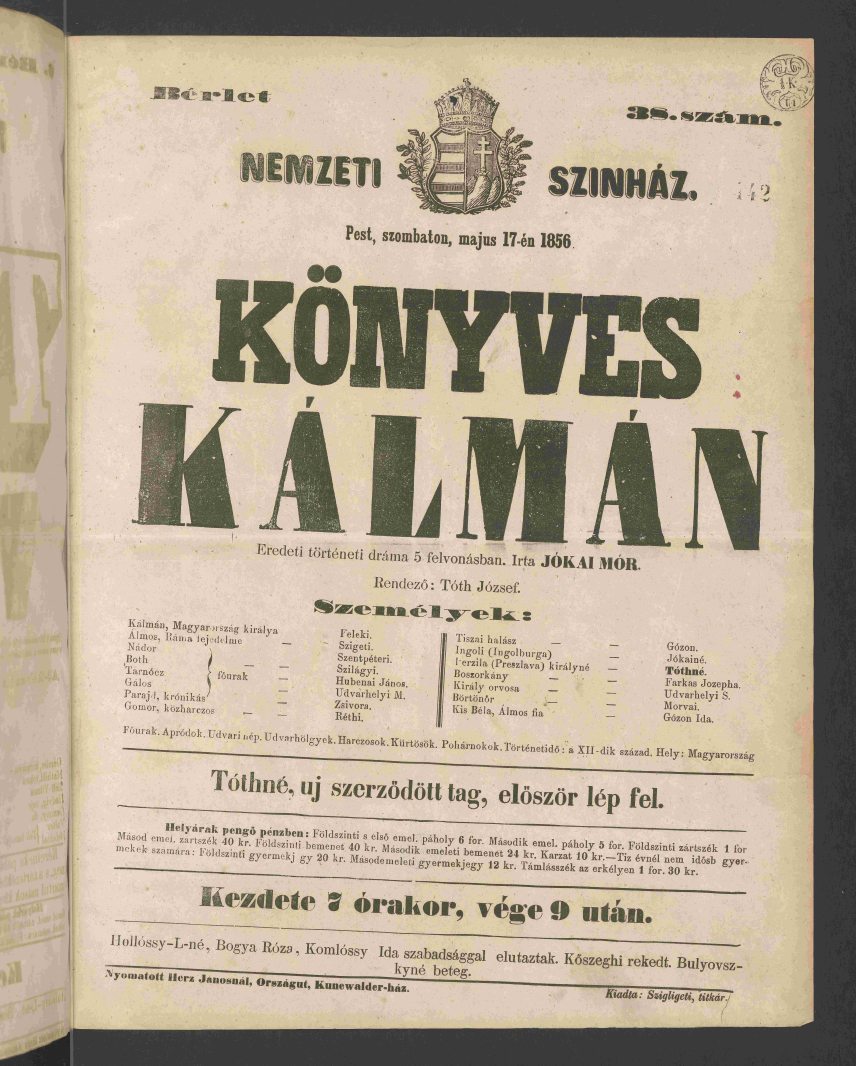 Bérlet
38. szám.
NEMZETI SZINHÁZ.
142
Pest, szombaton, majus 17-én 1856.
KÖNYVES
KÁLMÁN
Eredeti történeti dráma 5 felvonásban. Irta JÓKAI MÓR.
Rendező: Tóth József.
Személyek:
Kálmán, Magyarország királya Feleki.
Álmos, Ráma fejedelme — Szigeti.
Nádor Szentpéteri.
Both — — Szilágyi.
Tarnócz főurak — Hubenai János.
Gálos Udvarhelyi M.
Parajd, krónikás — Zsivora.
Gomor, közharczos — — Réthi.
Tiszai halász — — Gózon.
Ingoli (Ingolburga) Jókainé.
Perzila (Preszlava) királyné — Tóthné.
Boszorkány — — Farkas Jozepha.
Király orvosa — Udvarhelyi S.
Börtönőr — — Morvai.
Kis Béla, Álmos fia — Gózon Ida.
Főurak. Apródok. Udvari nép. Udvarhölgyek. Harczosok. Kürtösök. Pohárnokok. Történetidő: a XII-dik század. Hely: Magyarország
Tóthné, uj szerződött tag, először lép fel.
Helyárak pengő pénzben: Földszinti s első emel. páholy 6 for. Második emel. páholy 5 for. Földszinti zártszék 1 for
Másod emel. zártszék 40 kr. Földszinti bemenet 40 kr. Második emeleti bemenet 24 kr. Karzat 10 kr.—Tiz évnél nem idősb gyer-
mekek számára: Földszinti gyermekj gy 20 kr. Másodemeleti gyermekjegy 12 kr. Támlásszék az erkélyen 1 for. 30 kr.
Kezdete 7 órakor, vége 9 után.
Hollóssy-L-né, Bogya Róza, Komlóssy Ida szabadsággal elutaztak. Kőszeghi rekedt. Bulyovsz-
kyné beteg.
Nyomatott Herz Jánosnál, Országut, Kunewalder-ház.
Kiadta: Szigligeti, titkár.